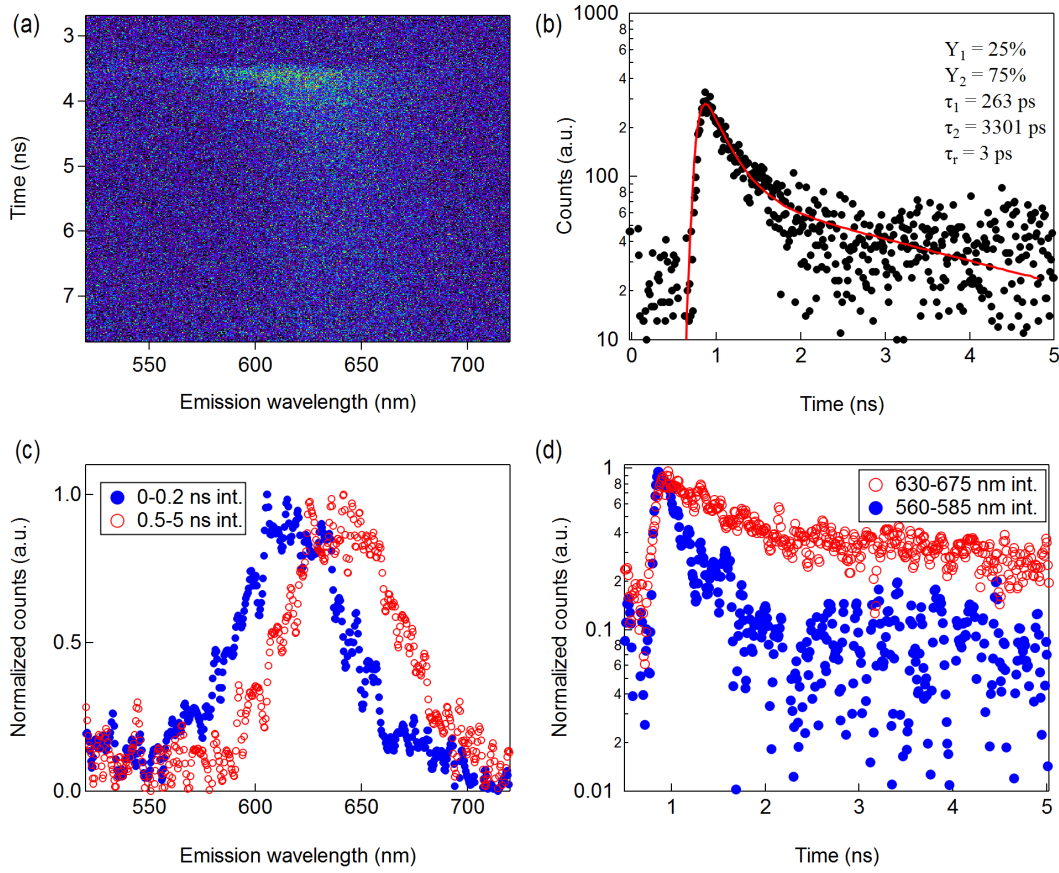 (a)
3
4
5
6
7
Time (ns)
550
600
650
700
Emission wavelength (nm)
(b)
1000
8
6
4
2
100
8
6
4
2
10
Counts (a.u.)
Y1 = 25%
Y2 = 75%
τ1 = 263 ps
τ2 = 3301 ps
τr = 3 ps
0
1
2
3
4
5
Time (ns)
(c)
1.0
0.5
0.0
Normalized counts (a.u.)
0-0.2 ns int.
0.5-5 ns int.
550
600
650
700
Emission wavelength (nm)
(d)
1
8
6
4
2
0.1
8
6
4
2
0.01
Normalized counts (a.u.)
630-675 nm int.
560-585 nm int.
1
2
3
4
5
Time (ns)